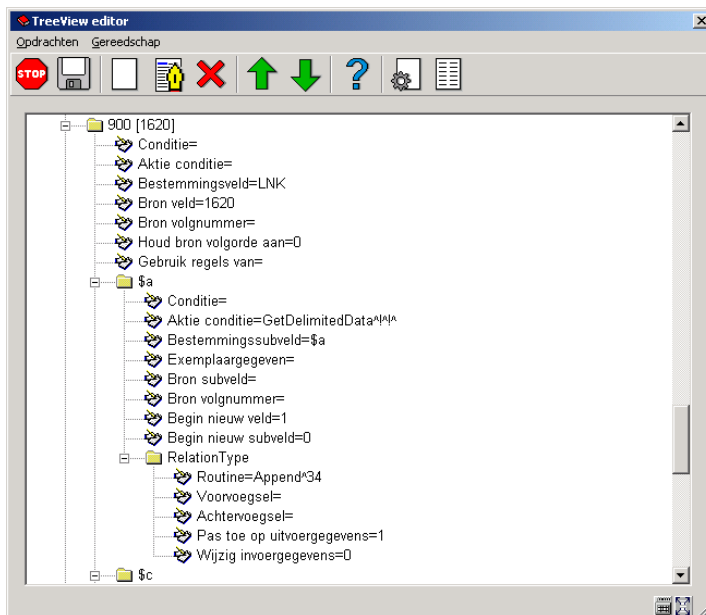 TreeView editor
Opdrachten Gereedschap
STOP
900 [1620]
Conditie=
Aktie conditie=
Bestemmingsveld=LNK
Bron veld=1620
Bron volgnummer=
Houd bron volgorde aan=0
Gebruik regels van=
$a
Conditie=
Aktie conditie=GetDelimitedData^!^!^
Bestemmingssubveld=$a
Exemplaargegeven=
Bron subveld=
Bron volgnummer=
Begin nieuw veld=1
Begin nieuw subveld=0
RelationType
Routine=Append^34
Voorvoegsel=
Achtervoegsel=
Pas toe op uitvoergegevens=1
Wijzig invoergegevens=0
$c